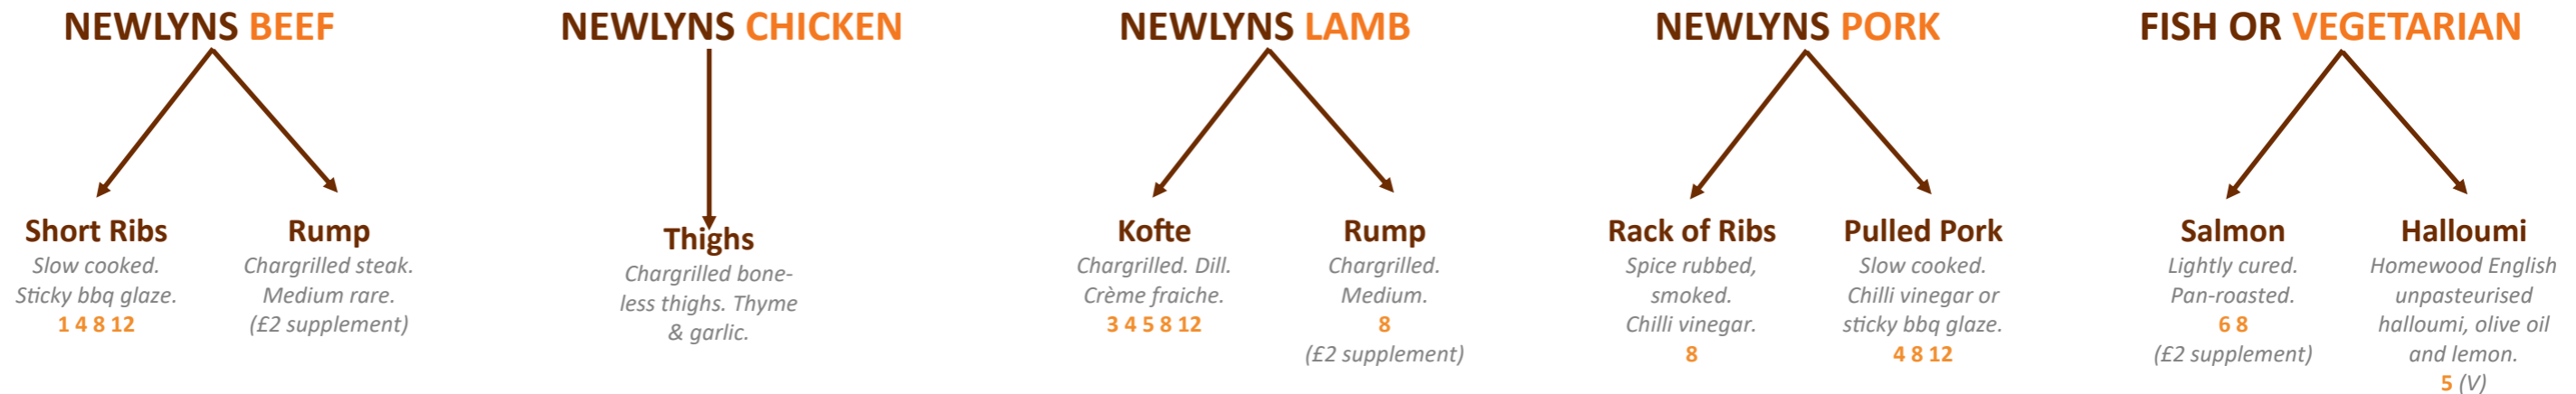 NEWLYNS BEEF
Short Ribs
Slow cooked.
Sticky bbq glaze.
1 4 8 12
Rump
Chargrilled steak.
Medium rare.
(£2 supplement)
NEWLYNS CHICKEN
Thighs
Chargrilled bone-
less thighs. Thyme
& garlic.
NEWLYNS LAMB
Kofte
Chargrilled. Dill.
Crème fraiche.
3 4 5 8 12
Rump
Chargrilled.
Medium.
8
(£2 supplement)
NEWLYNS PORK
Rack of Ribs
Spice rubbed,
smoked.
Chilli vinegar.
8
Pulled Pork
Slow cooked.
Chilli vinegar or
sticky bbq glaze.
4 8 12
FISH OR VEGETARIAN
Salmon
Lightly cured.
Pan-roasted.
6 8
(£2 supplement)
Halloumi
Homewood English
unpasteurised
halloumi, olive oil
and lemon.
5 (V)